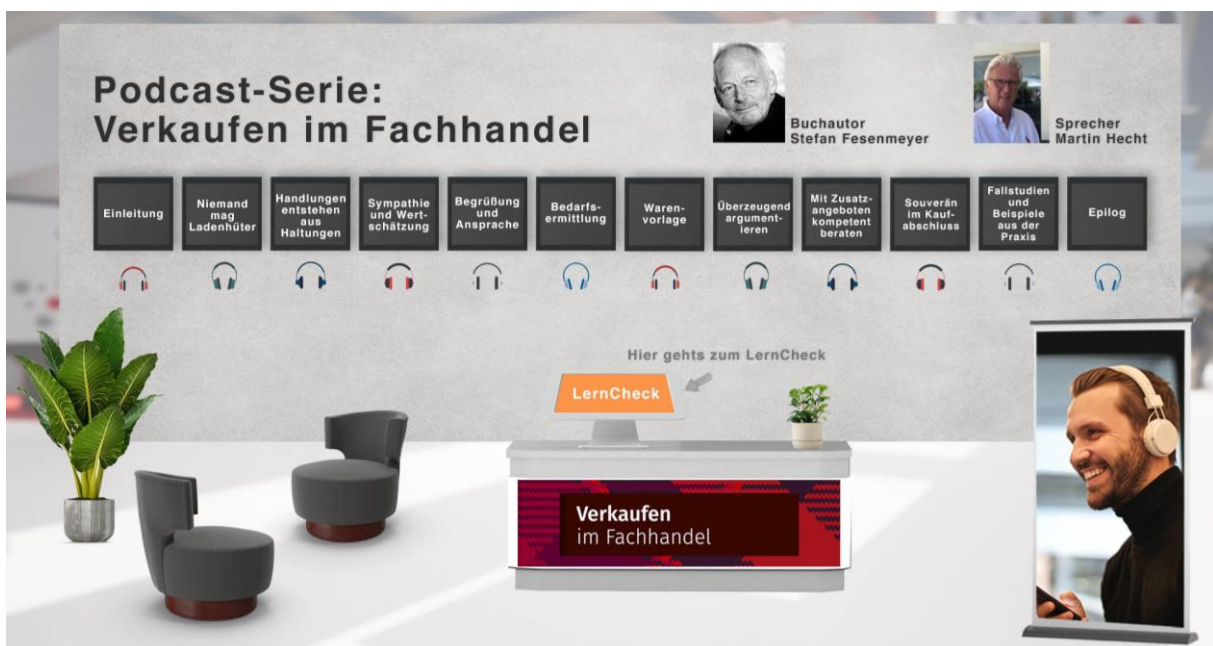 Podcast-Serie:
Verkaufen im Fachhandel
Buchautor
Stefan Fesenmeyer
Sprecher
Martin Hecht
Einleitung
Niemand
mag
Ladenhüter
Handlungen
entstehen
aus
Haltungen
Sympathie
und Wert-
schätzung
Begrüßung
und
Ansprache
Bedarfs-
ermittlung
Waren-
vorlage
Überzeugend
argument-
ieren
Mit Zusatz-
angeboten
kompetent
beraten
Souverän
im Kauf-
abschluss
Fallstudien
und
Beispiele
aus der
Praxis
Epilog
Hier gehts zum LernCheck
LernCheck
Verkaufen
im Fachhandel